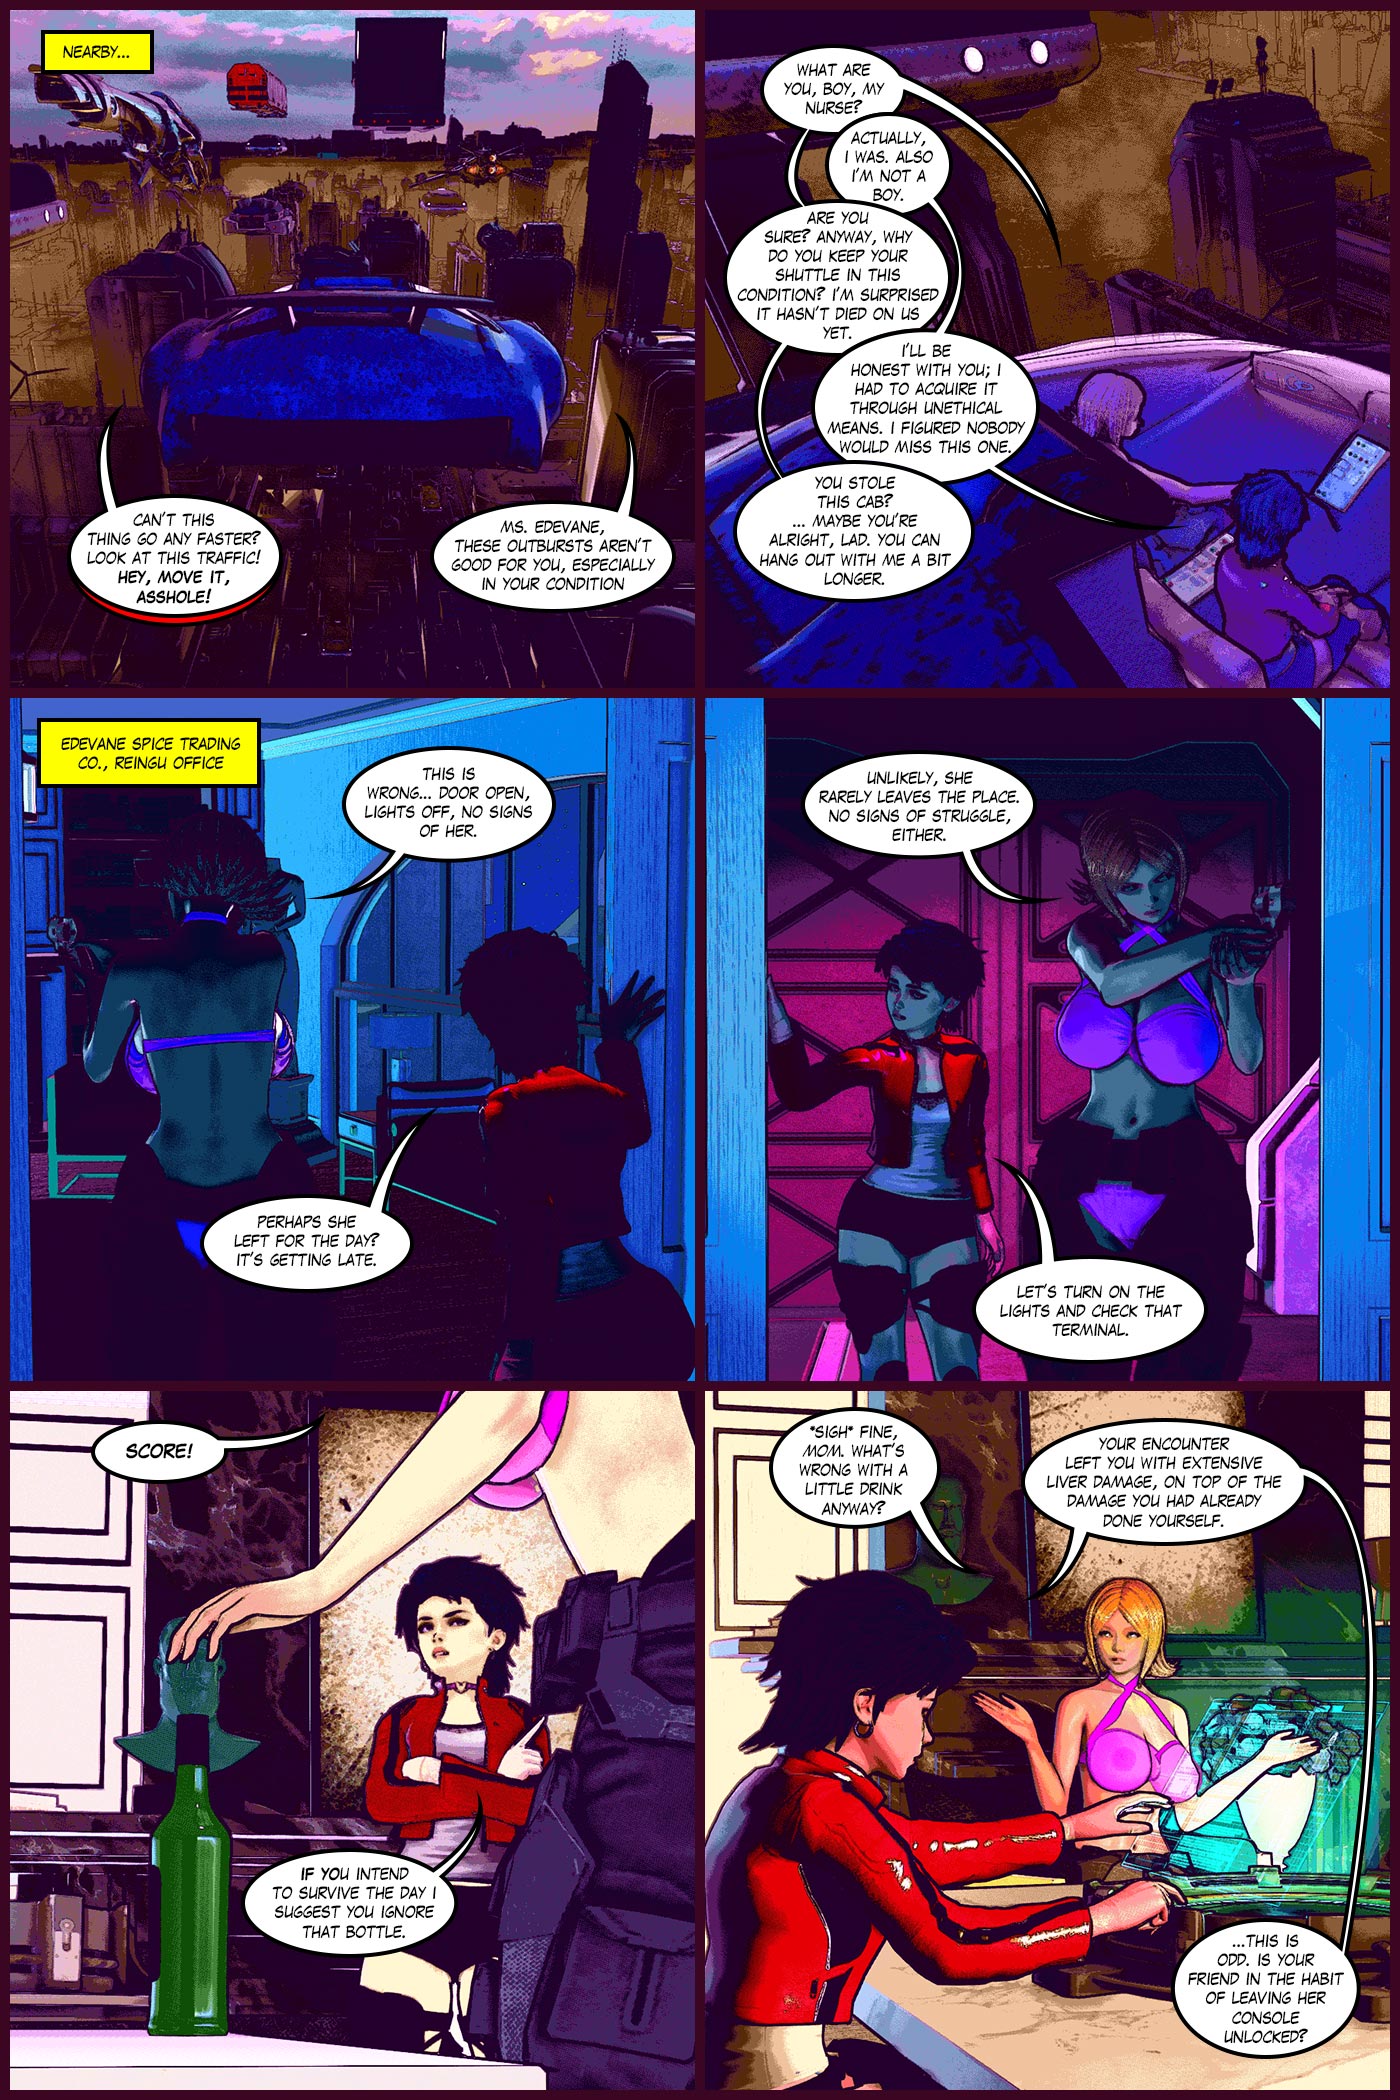 NEARBY...
CAN'T THIS
THING GO ANY FASTER?
LOOK AT THIS TRAFFIC!
HEY, MOVE IT,
ASSHOLE!
MS. EDEVANE,
THESE OUTBURSTS AREN'T
GOOD FOR YOU, ESPECIALLY
IN YOUR CONDITION
WHAT ARE
YOU, BOY, MY
NURSE?
ACTUALLY,
I WAS. ALSO
I'M NOT A
BOY.
ARE YOU
SURE? ANYWAY, WHY
DO YOU KEEP YOUR
SHUTTLE IN THIS
CONDITION? I'M SURPRISED
IT HASN'T DIED ON US
YET.
I'LL BE
HONEST WITH YOU; I
HAD TO ACQUIRE IT
THROUGH UNETHICAL
MEANS. I FIGURED NOBODY
WOULD MISS THIS ONE.
YOU STOLE
THIS CAB?
... MAYBE YOU'RE
ALRIGHT, LAD. YOU CAN
HANG OUT WITH ME A BIT
LONGER.
EDEVANE SPICE TRADING
CO., REINGU OFFICE
THIS IS
WRONG... DOOR OPEN,
LIGHTS OFF, NO SIGNS
OF HER.
PERHAPS SHE
LEFT FOR THE DAY?
IT'S GETTING LATE.
UNLIKELY, SHE
RARELY LEAVES THE PLACE.
NO SIGNS OF STRUGGLE,
EITHER.
LET'S TURN ON THE
LIGHTS AND CHECK THAT
TERMINAL.
SCORE!
IF YOU INTEND
TO SURVIVE THE DAY I
SUGGEST YOU IGNORE
THAT BOTTLE.
*SIGH* FINE,
MOM. WHAT'S
WRONG WITH A
LITTLE DRINK
ANYWAY?
YOUR ENCOUNTER
LEFT YOU WITH EXTENSIVE
LIVER DAMAGE, ON TOP OF THE
DAMAGE YOU HAD ALREADY
DONE YOURSELF.
...THIS IS
ODD. IS YOUR
FRIEND IN THE HABIT
OF LEAVING HER
CONSOLE
UNLOCKED?